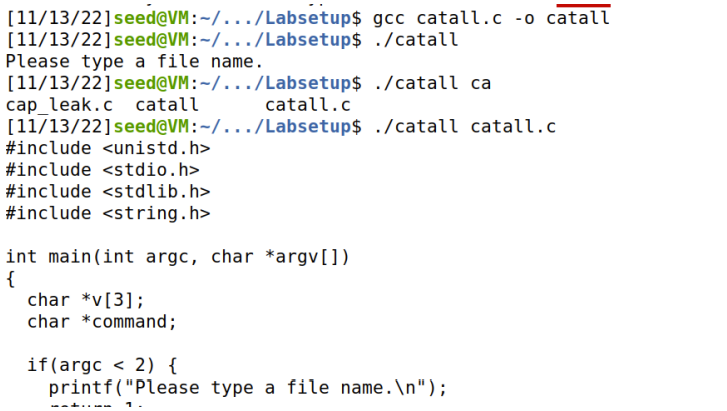 [11/13/22]seed@VM:~/.../Labsetup$ gcc catall.c -o catall
[11/13/22]seed@VM:~/.../Labsetup$ ./catall
Please type a file name.
[11/13/22]seed@VM:~/.../Labsetup$ ./catall ca
cap_leak.c  catall      catall.c
[11/13/22]seed@VM:~/.../Labsetup$ ./catall catall.c
#include <unistd.h>
#include <stdio.h>
#include <stdlib.h>
#include <string.h>

int main(int argc, char *argv[])
{
  char *v[3];
  char *command;

  if(argc < 2) {
    printf("Please type a file name.\n");
    return 1;